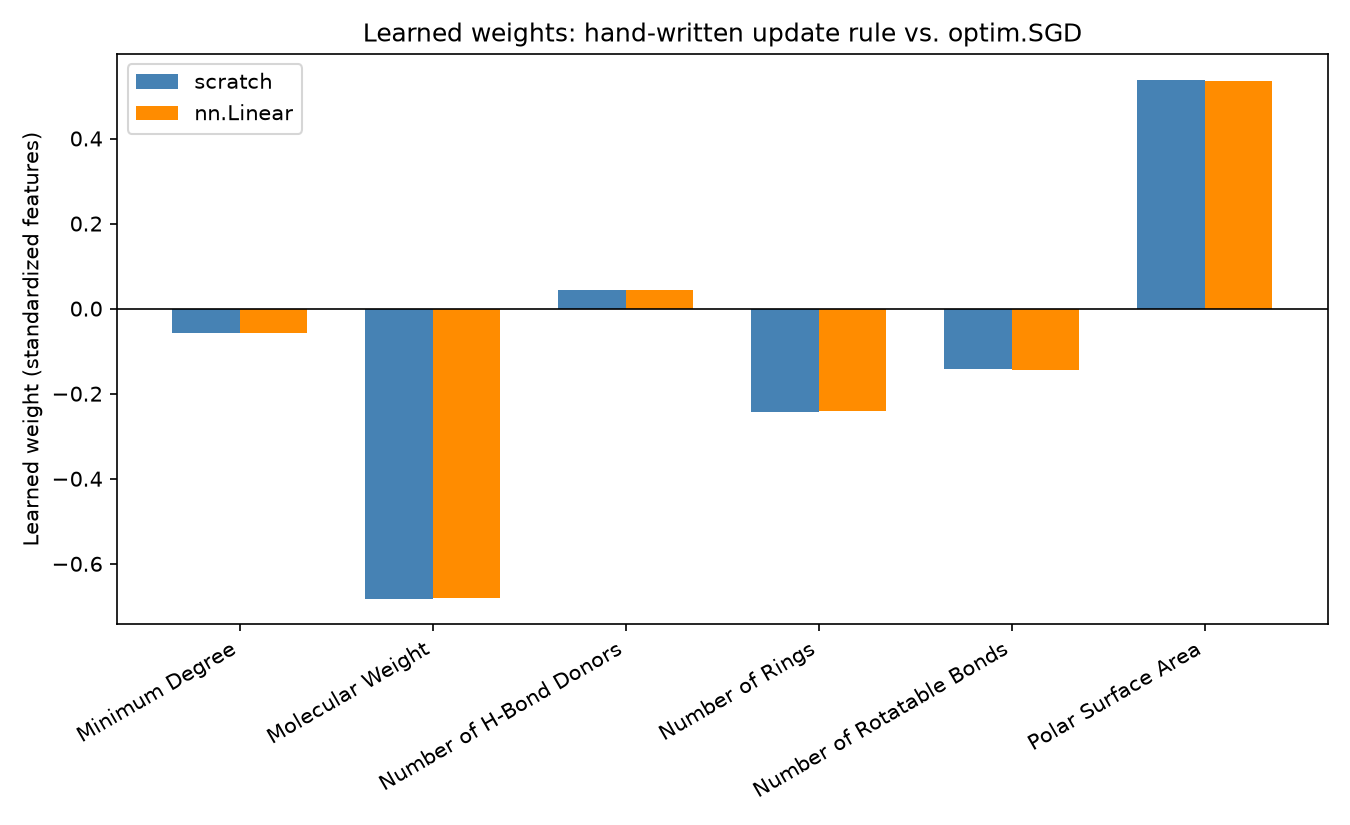 Learned weights: hand-written update rule vs. optim.SGD
scratch
nn.Linear
Learned weight (standardized features)
0.4
0.2
0.0
−0.2
−0.4
−0.6
Minimum Degree
Molecular Weight
Number of H-Bond Donors
Number of Rings
Number of Rotatable Bonds
Polar Surface Area